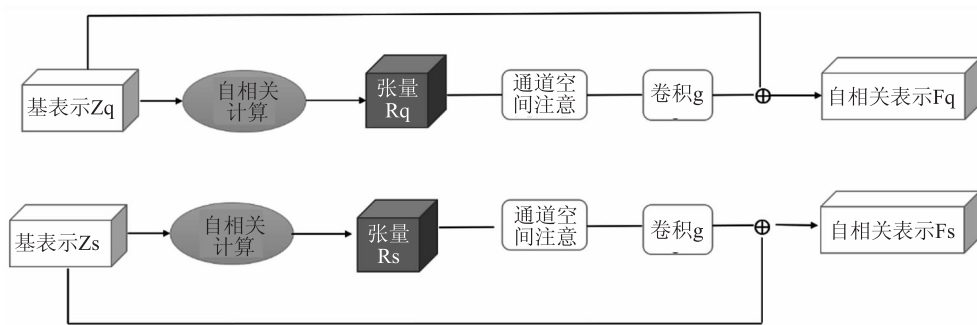 基表示Zq
自相关
计算
张量
Rq
通道空
间注意
卷积g
自相关表示Fq
基表示Zs
自相关
计算
张量
Rs
通道空
间注意
卷积g
自相关表示Fs